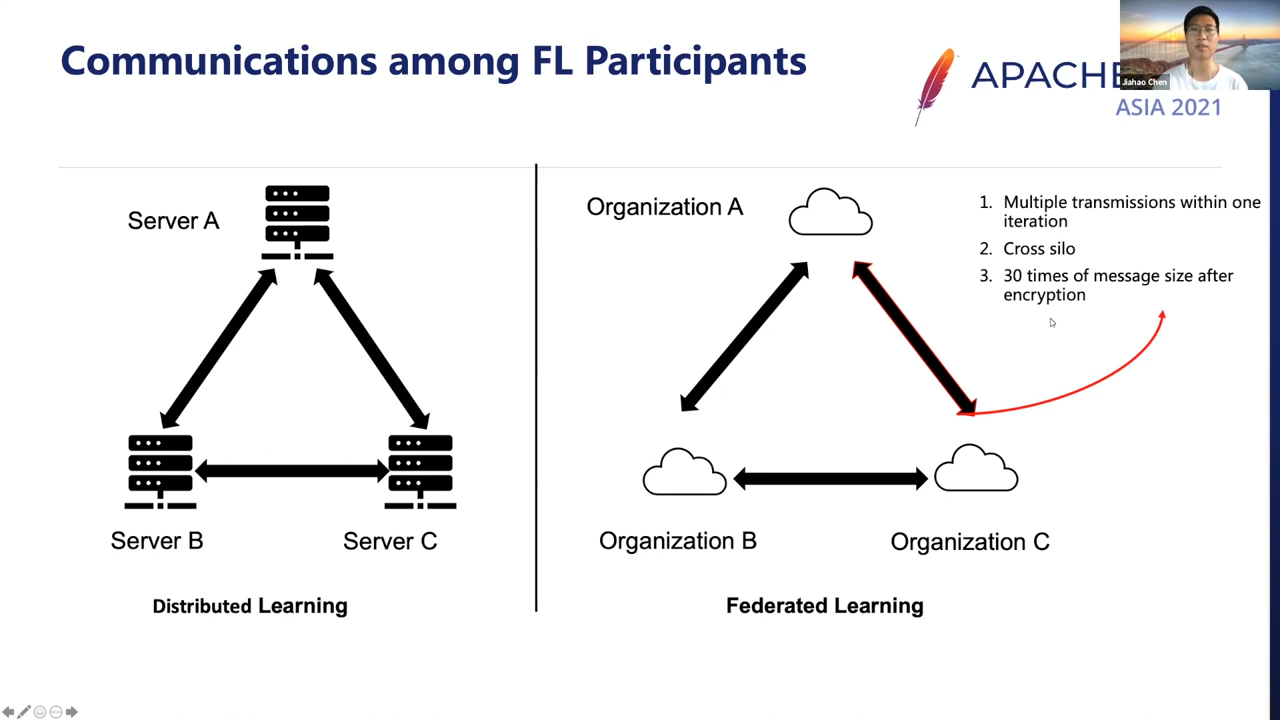 Communications among FL Participants
APACHE
ASIA 2021
Jiahao Chen
Server A
Server B
Server C
Distributed Learning
Organization A
1. Multiple transmissions within one
iteration
2. Cross silo
3. 30 times of message size after
encryption
Organization B
Organization C
Federated Learning